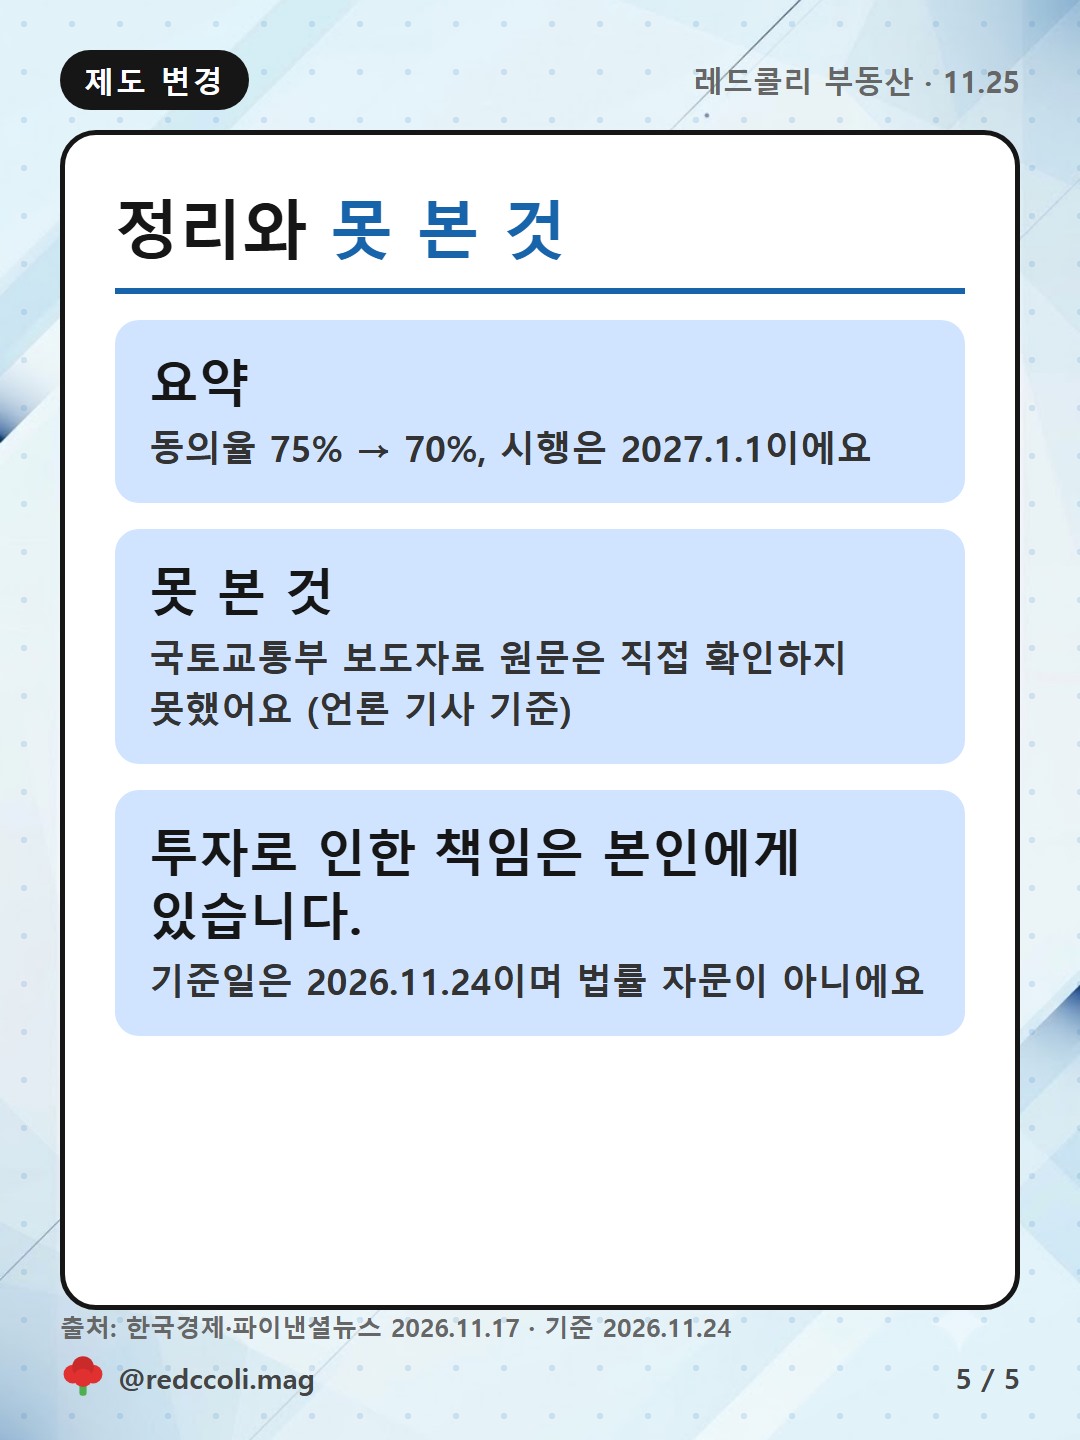 제도 변경
레드콜리 부동산 · 11.25
정리와 못 본 것
요약
동의율 75% → 70%, 시행은 2027.1.1이에요
못 본 것
국토교통부 보도자료 원문은 직접 확인하지
못했어요 (언론 기사 기준)
투자로 인한 책임은 본인에게
있습니다.
기준일은 2026.11.24이며 법률 자문이 아니에요
출처: 한국경제·파이낸셜뉴스 2026.11.17 · 기준 2026.11.24
@redccoli.mag
5 / 5